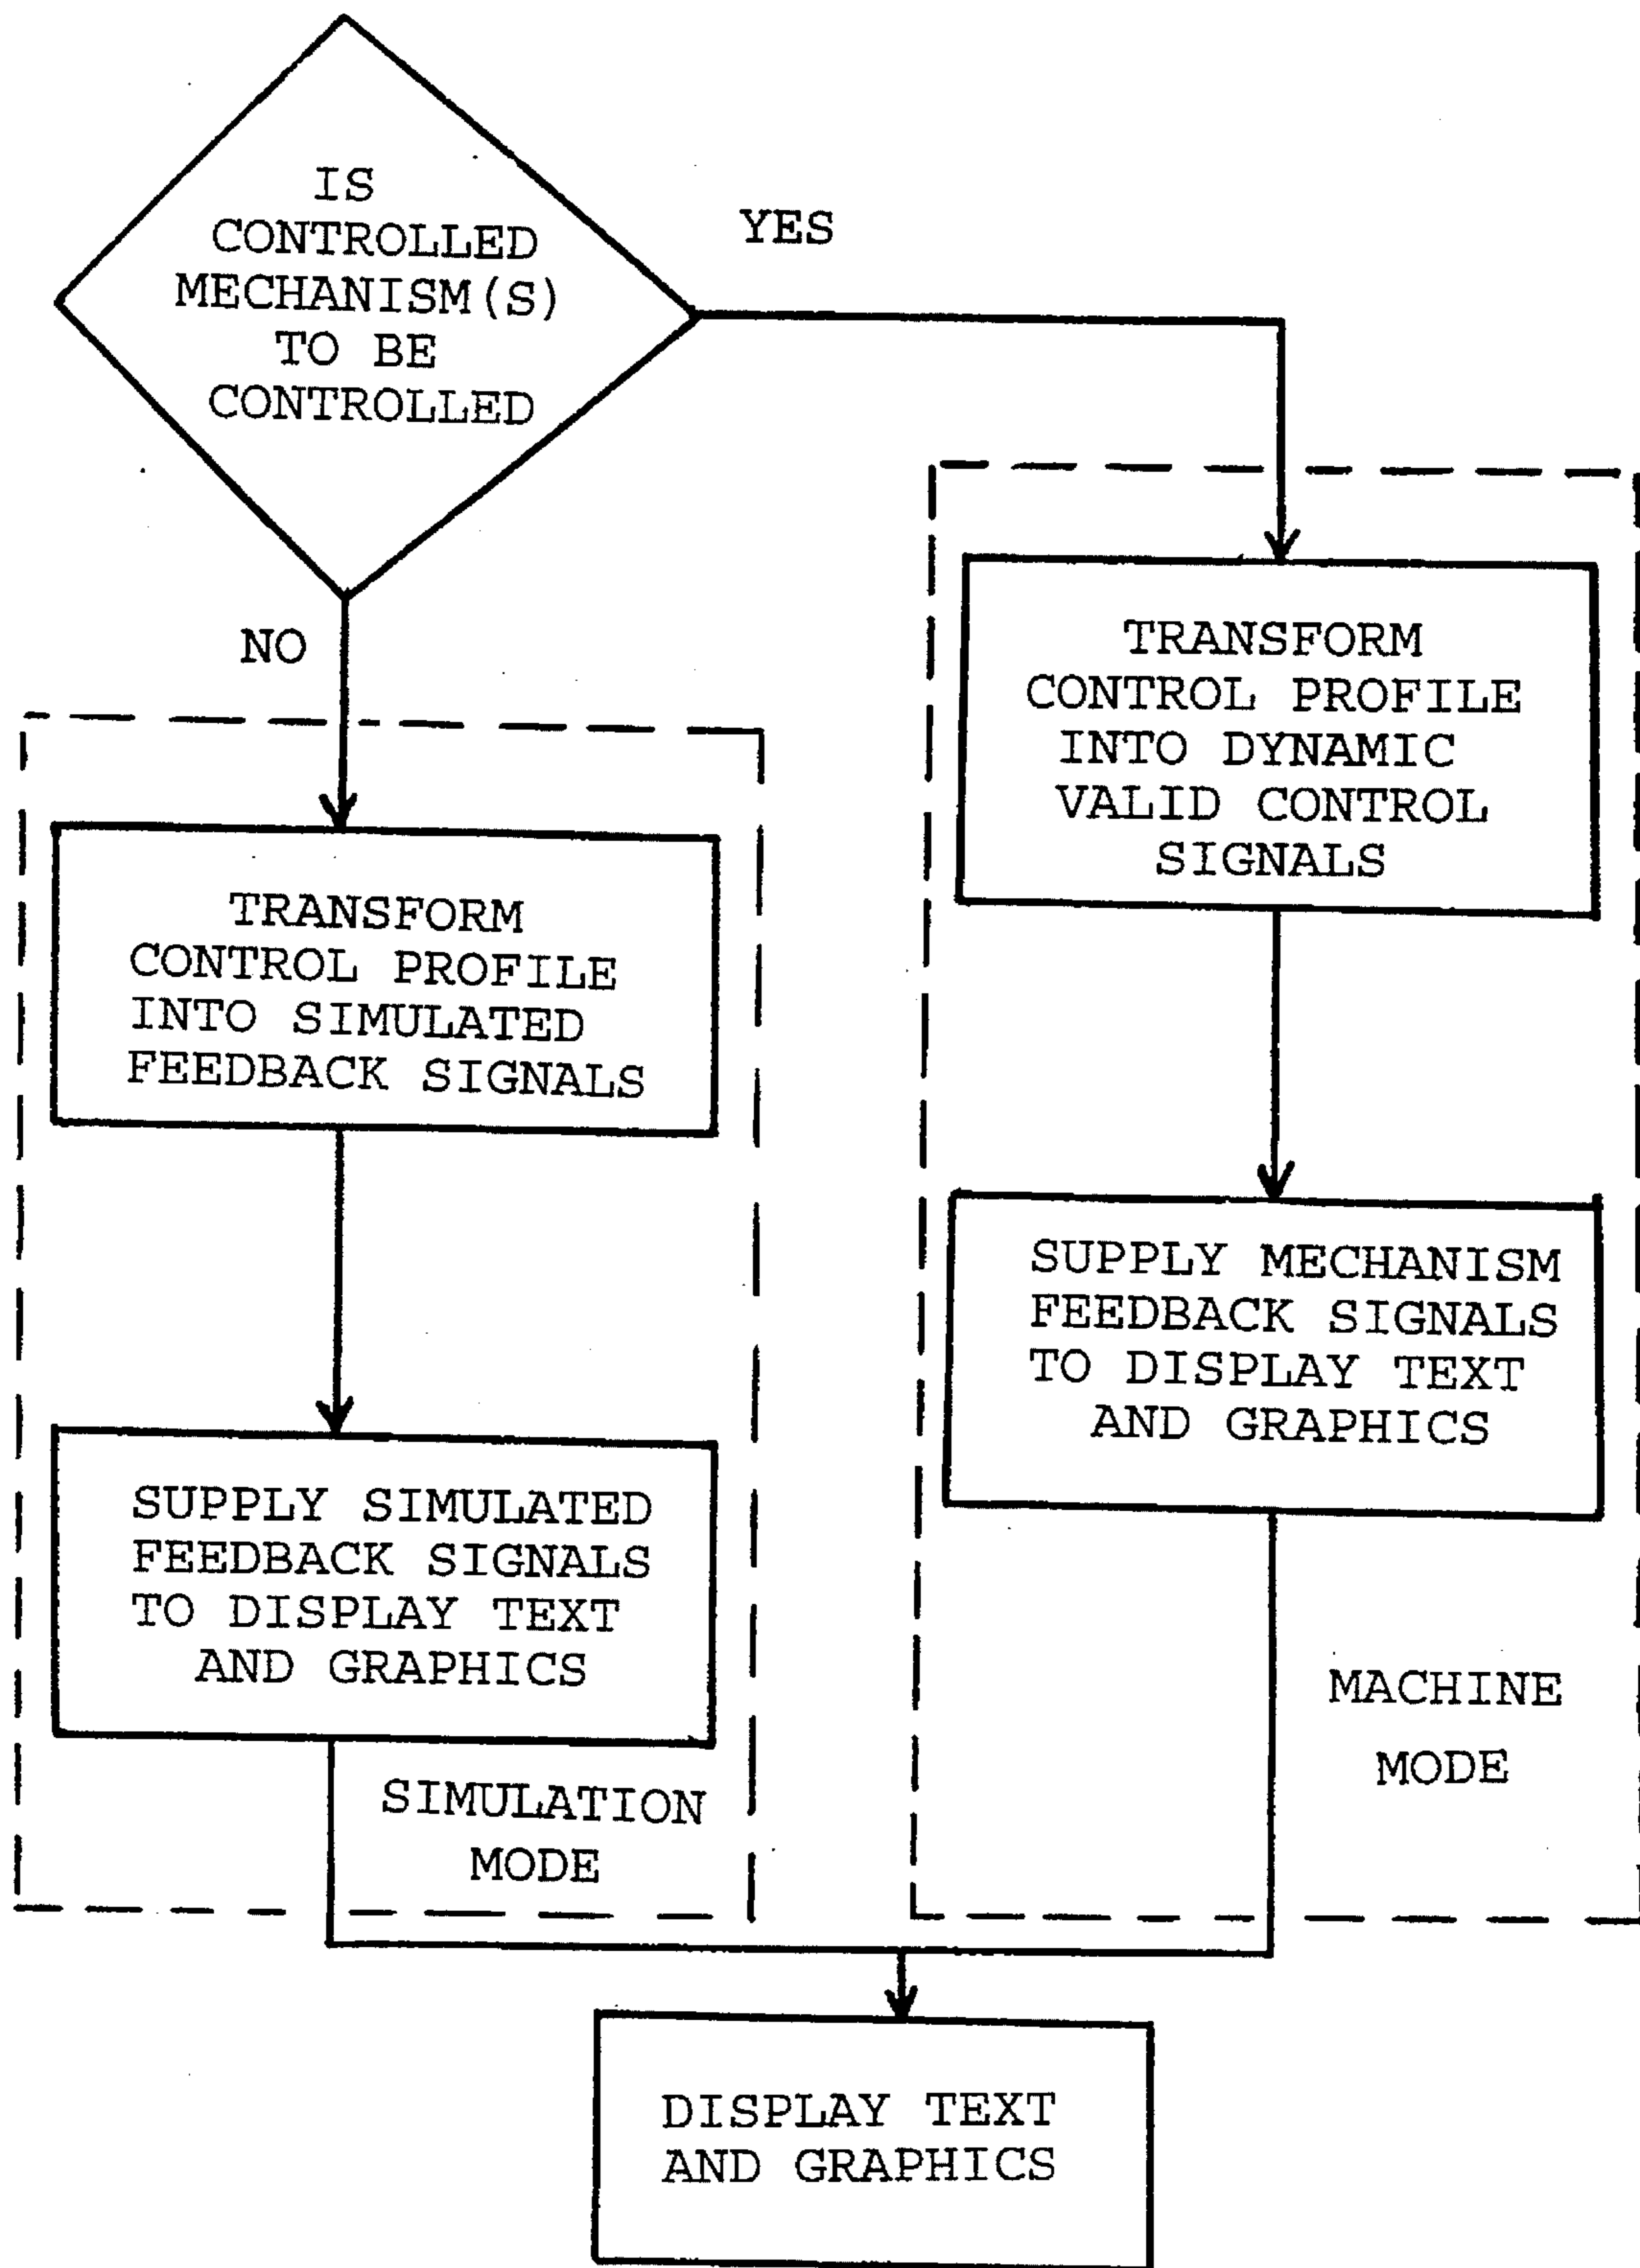 IS
CONTROLLED
MECHANISM(S)
TO BE
CONTROLLED
YES
NO
TRANSFORM
CONTROL PROFILE
INTO SIMULATED
FEEDBACK SIGNALS
SUPPLY SIMULATED
FEEDBACK SIGNALS
TO DISPLAY TEXT
AND GRAPHICS
SIMULATION
MODE
TRANSFORM
CONTROL PROFILE
INTO DYNAMIC
VALID CONTROL
SIGNALS
SUPPLY MECHANISM
FEEDBACK SIGNALS
TO DISPLAY TEXT
AND GRAPHICS
MACHINE
MODE
DISPLAY TEXT
AND GRAPHICS